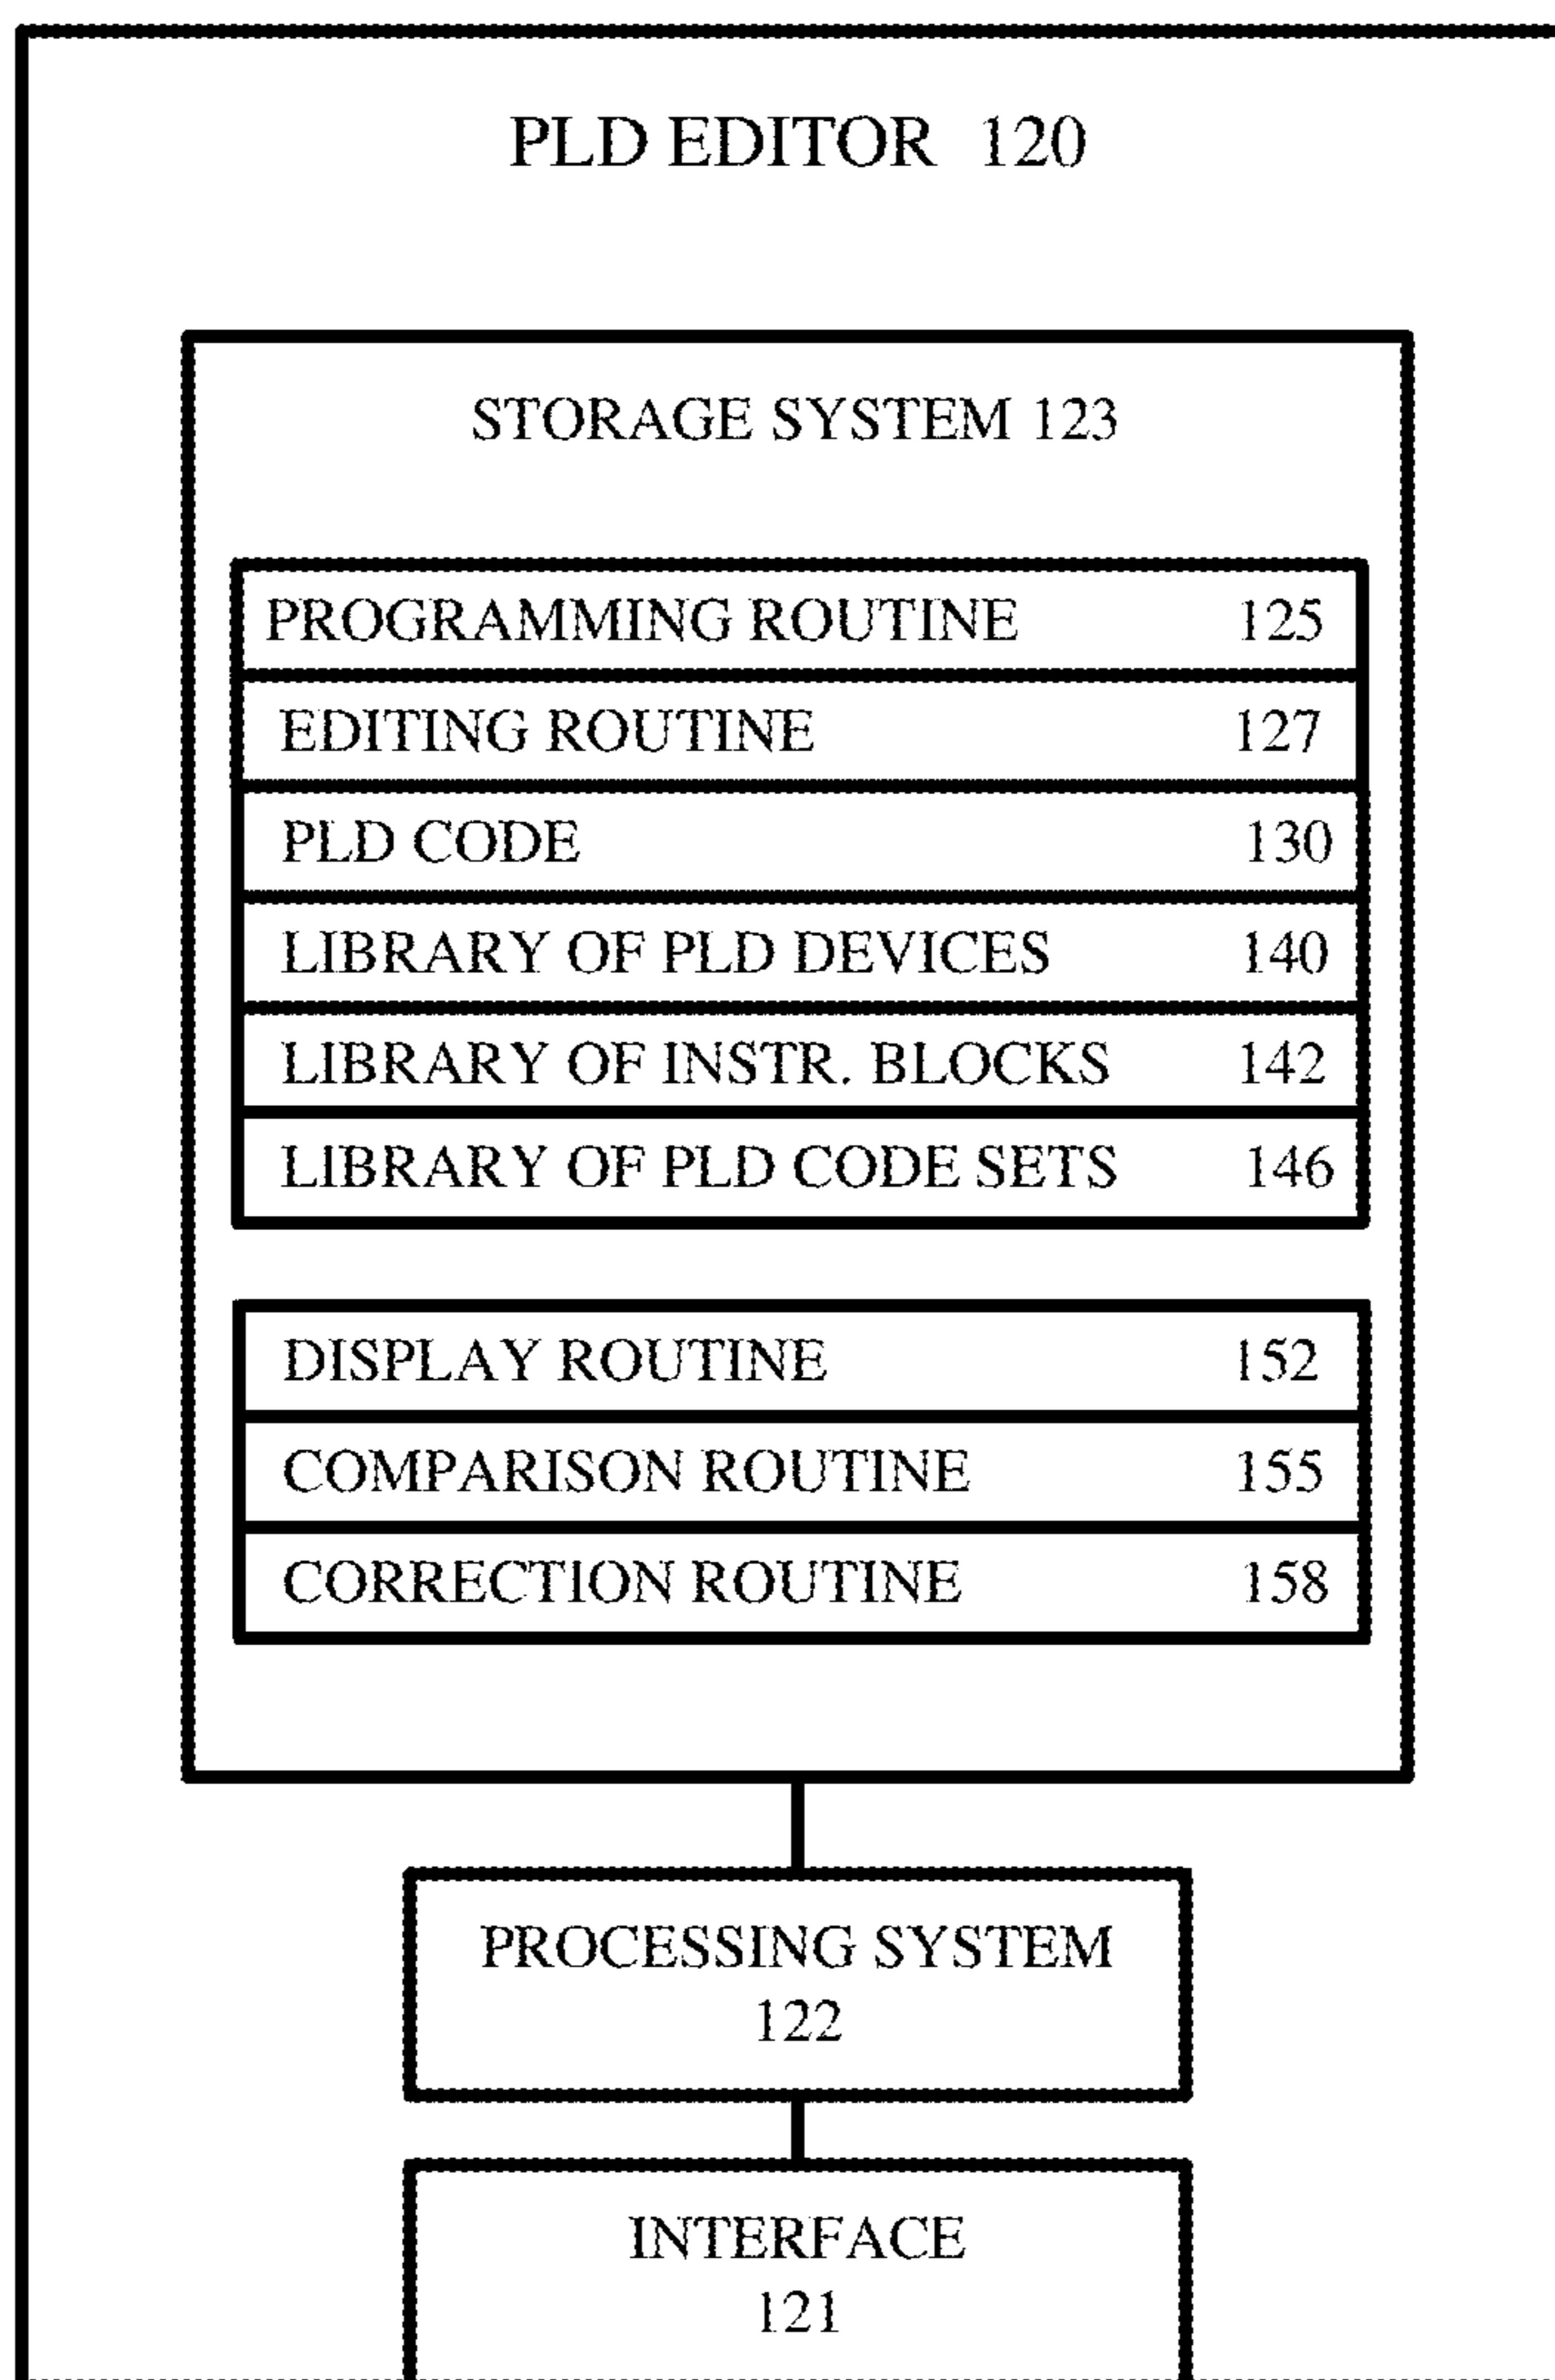 PLD EDITOR 120
STORAGE SYSTEM 123
PROGRAMMING ROUTINE 125
EDITING ROUTINE 127
PLD CODE 130
LIBRARY OF PLD DEVICES 140
LIBRARY OF INSTR. BLOCKS 142
LIBRARY OF PLD CODE SETS 146
DISPLAY ROUTINE 152
COMPARISON ROUTINE 155
CORRECTION ROUTINE 158
PROCESSING SYSTEM
122
INTERFACE
121